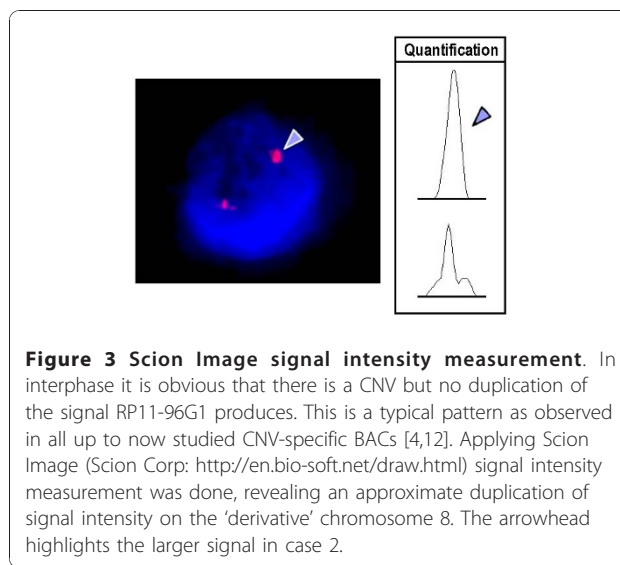 Quantification
Figure 3 Scion Image signal intensity measurement. In
interphase it is obvious that there is a CNV but no duplication of
the signal RP11-96G1 produces. This is a typical pattern as observed
in all up to now studied CNV-specific BACs [4,12]. Applying Scion
Image (Scion Corp: http://en.bio-soft.net/draw.html) signal intensity
measurement was done, revealing an approximate duplication of
signal intensity on the ‘derivative’ chromosome 8. The arrowhead
highlights the larger signal in case 2.